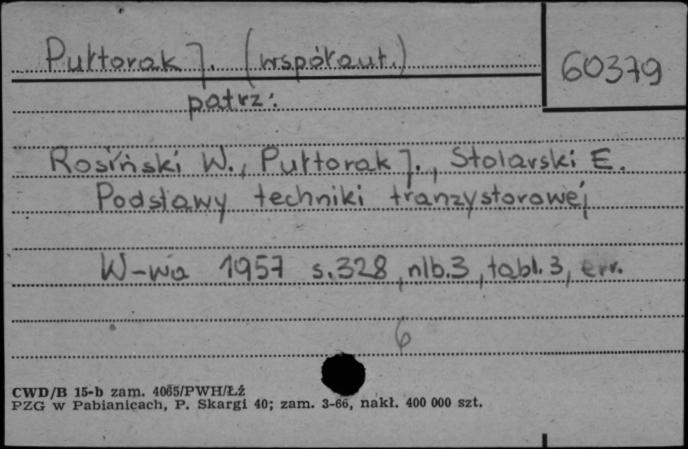 Pułtorak J. (współaut.)
60379
patrz:
Rosiński W., Pułtorak J., Stolarski E.
Podstawy techniki tranzystorowej
W-wa 1957 s.328, nlb.3, tabl.3, err.
6
CWD/B 15-b zam. 4065/PWH/Łź
PZG w Pabianicach, P. Skargi 40; zam. 3-66, nakł. 400 000 szt.